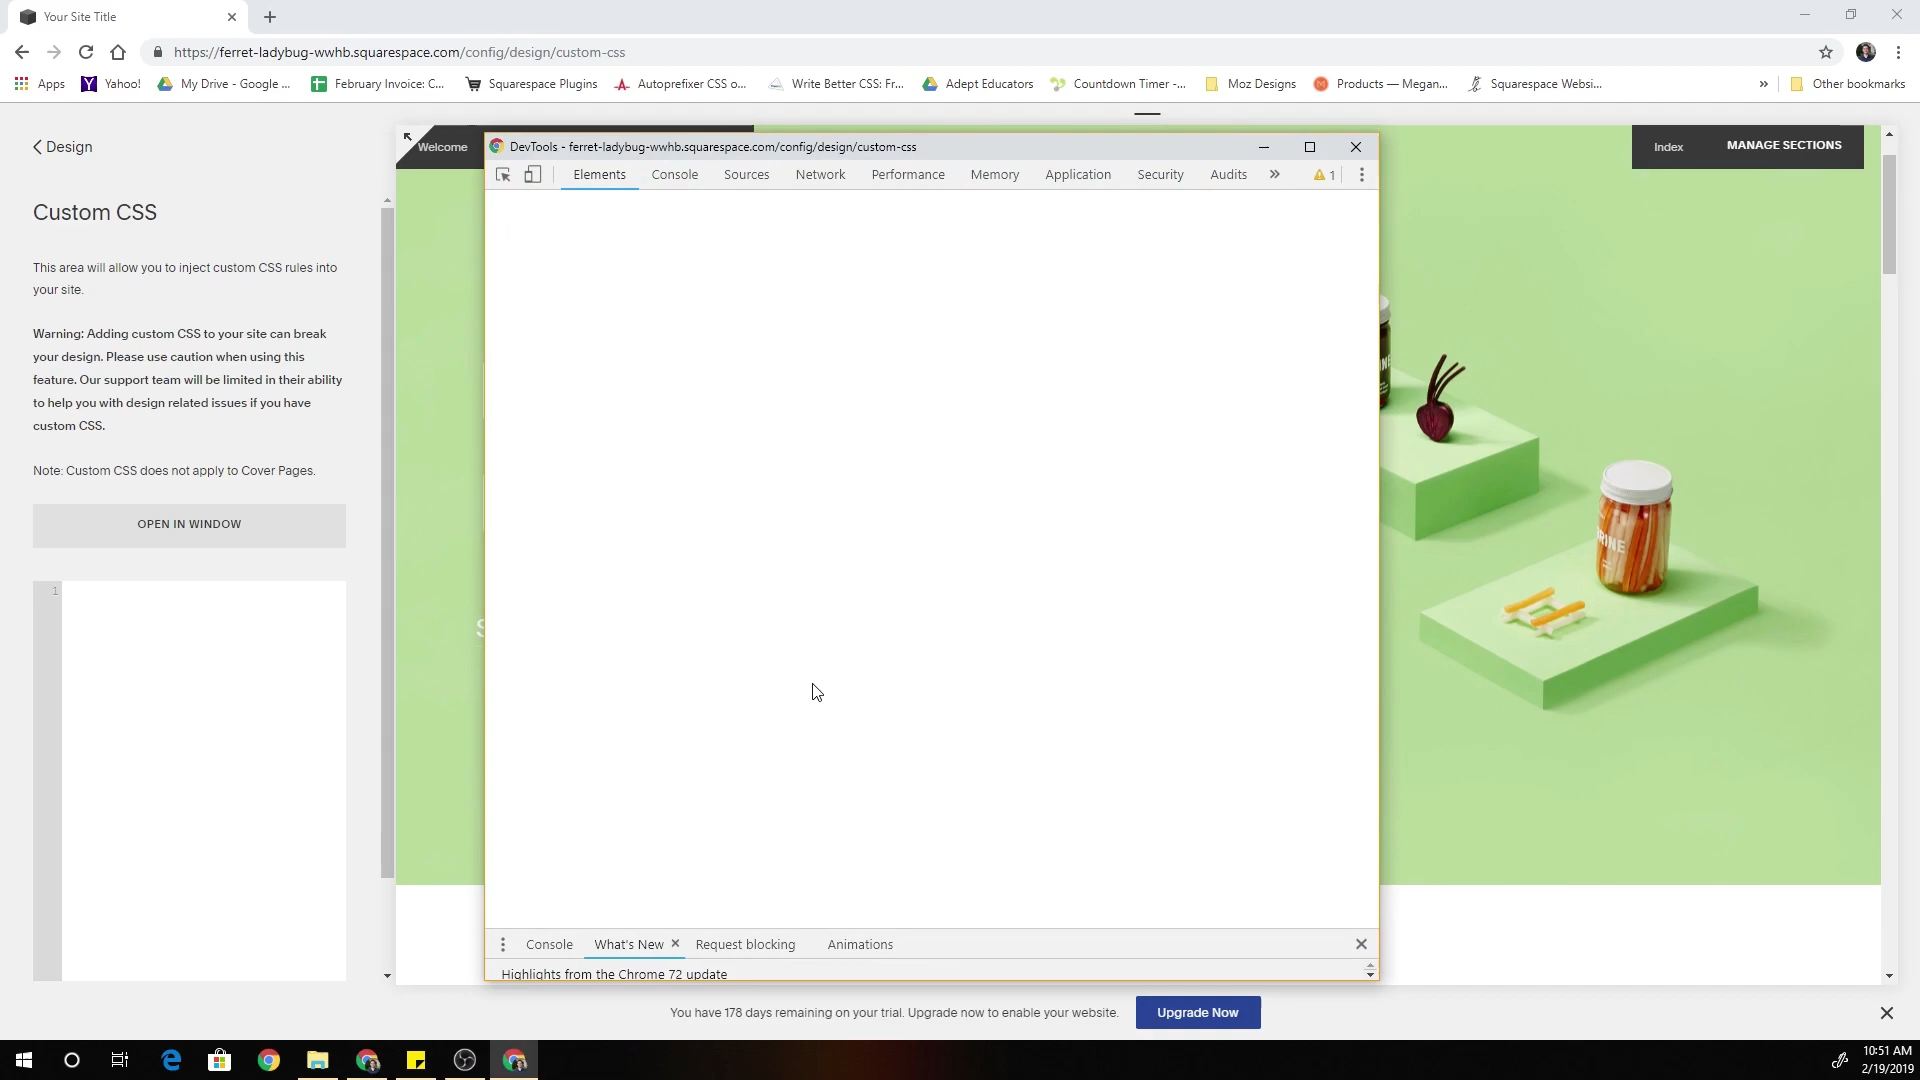 Your Site Title
https://ferret-ladybug-wwhb.squarespace.com/config/design/custom-css
Apps
Yahoo!
My Drive - Google ...
February Invoice: C...
Squarespace Plugins
Autoprefixer CSS o...
Write Better CSS: Fr...
Adept Educators
Countdown Timer -...
Moz Designs
Products — Megan...
Squarespace Websi...
»
Other bookmarks
Design
Custom CSS
This area will allow you to inject custom CSS rules into
your site.
Warning: Adding custom CSS to your site can break
your design. Please use caution when using this
feature. Our support team will be limited in their ability
to help you with design related issues if you have
custom CSS.
Note: Custom CSS does not apply to Cover Pages.
OPEN IN WINDOW
1
Welcome
DevTools - ferret-ladybug-wwhb.squarespace.com/config/design/custom-css
Elements
Console
Sources
Network
Performance
Memory
Application
Security
Audits
»
1
Console
What's New
Request blocking
Animations
Highlights from the Chrome 72 update
Index
MANAGE SECTIONS
You have 178 days remaining on your trial. Upgrade now to enable your website.
Upgrade Now
10:51 AM
2/19/2019